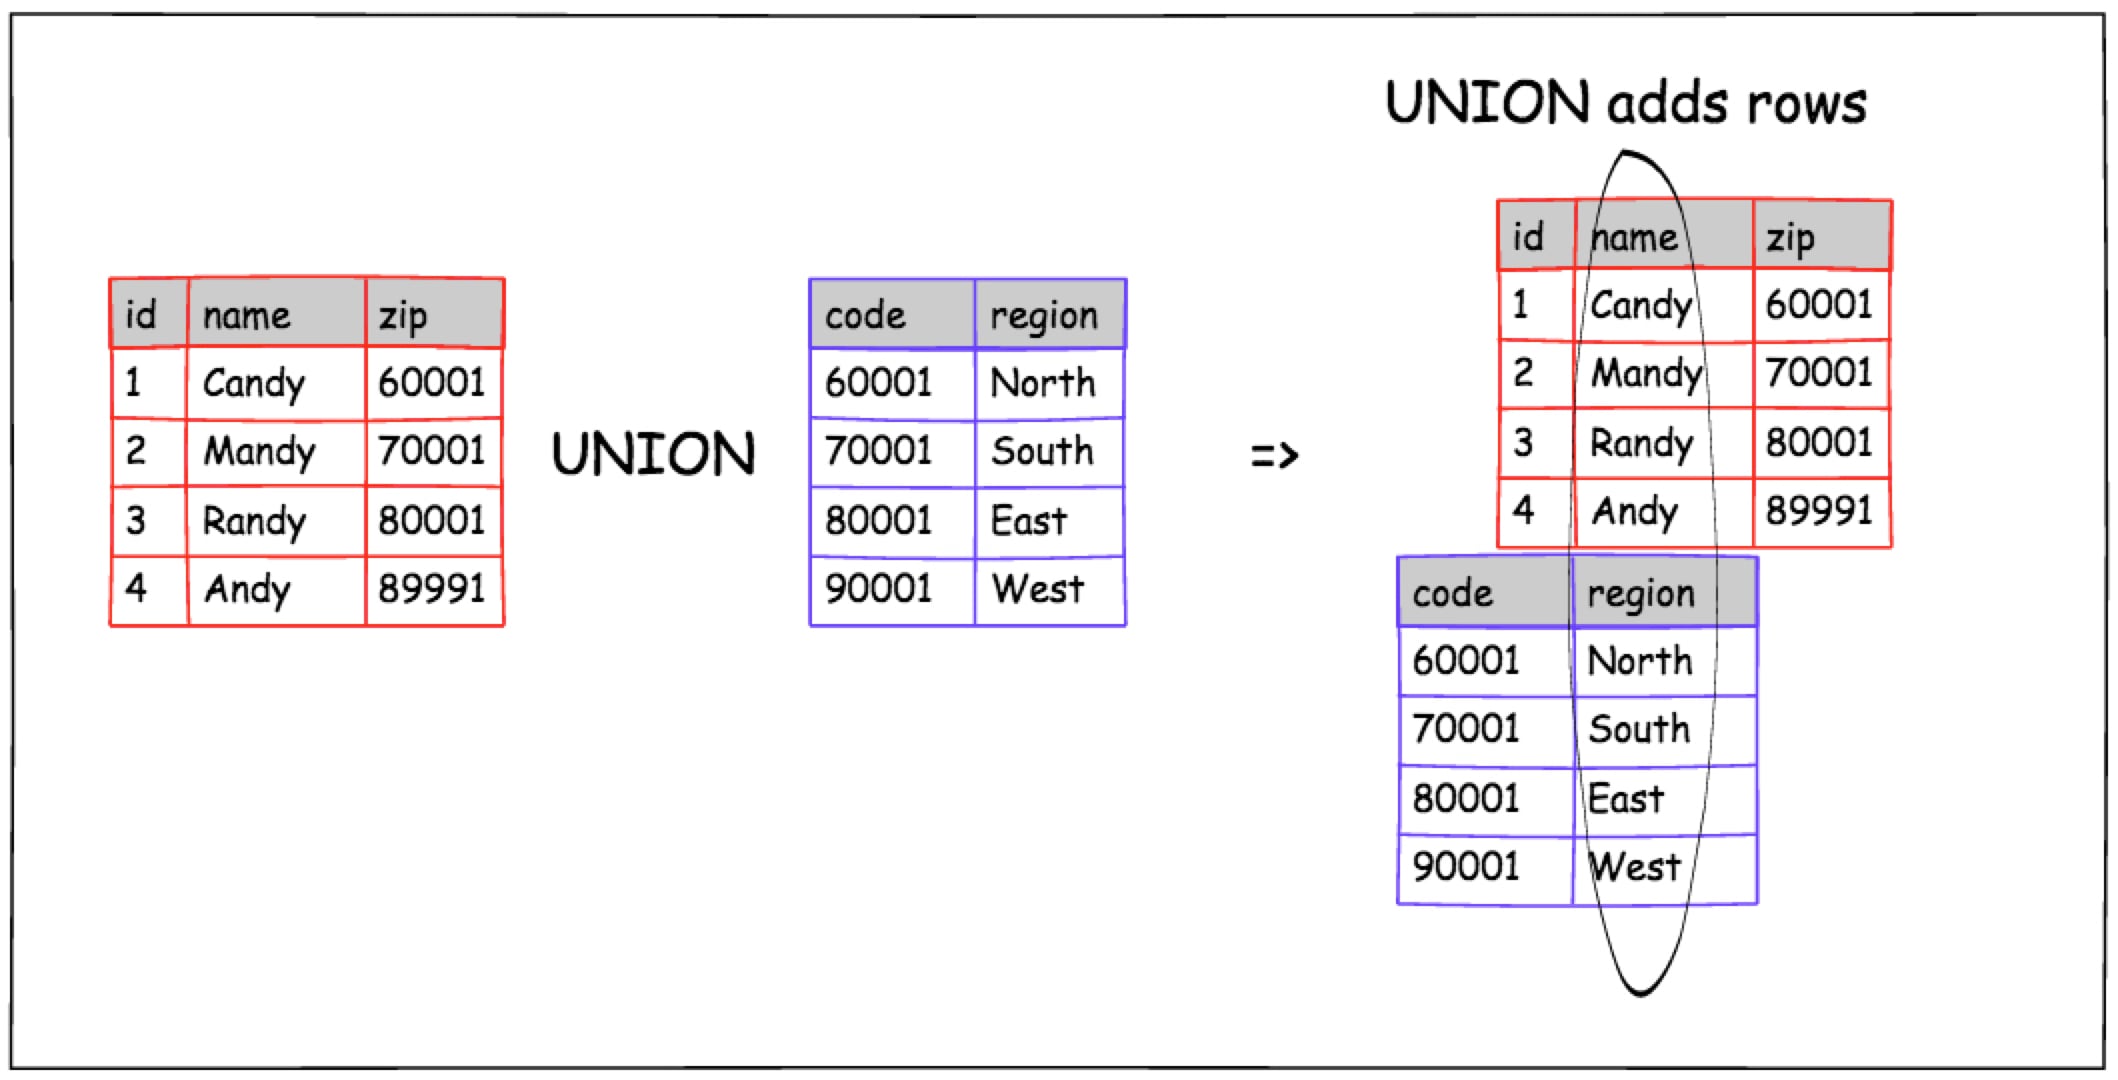 UNION adds rows
id name zip
1 Candy 60001
2 Mandy 70001
3 Randy 80001
4 Andy 89991
UNION
code region
60001 North
70001 South
80001 East
90001 West
=>
id name zip
1 Candy 60001
2 Mandy 70001
3 Randy 80001
4 Andy 89991
code region
60001 North
70001 South
80001 East
90001 West